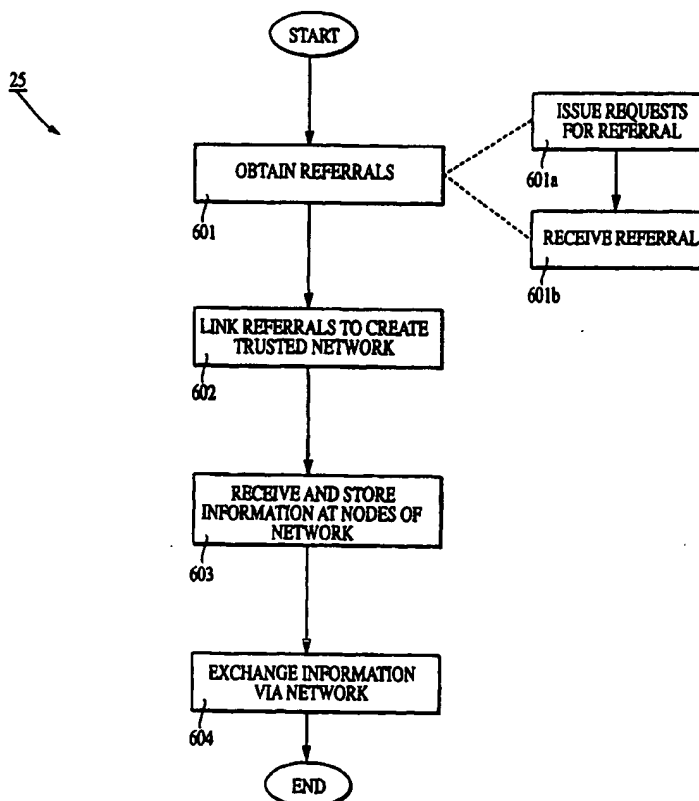 START
25
OBTAIN REFERRALS
601
ISSUE REQUESTS
FOR REFERRAL
601a
RECEIVE REFERRAL
601b
LINK REFERRALS TO CREATE
TRUSTED NETWORK
602
RECEIVE AND STORE
INFORMATION AT NODES OF
NETWORK
603
EXCHANGE INFORMATION
VIA NETWORK
604
END